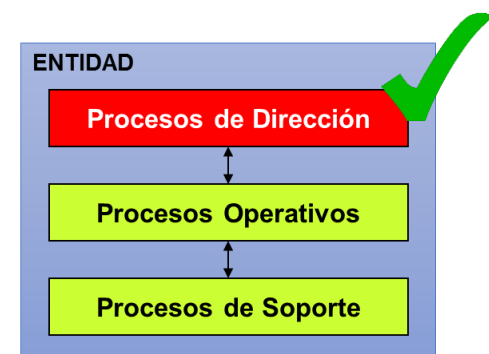 ENTIDAD
Procesos de Dirección
Procesos Operativos
Procesos de Soporte